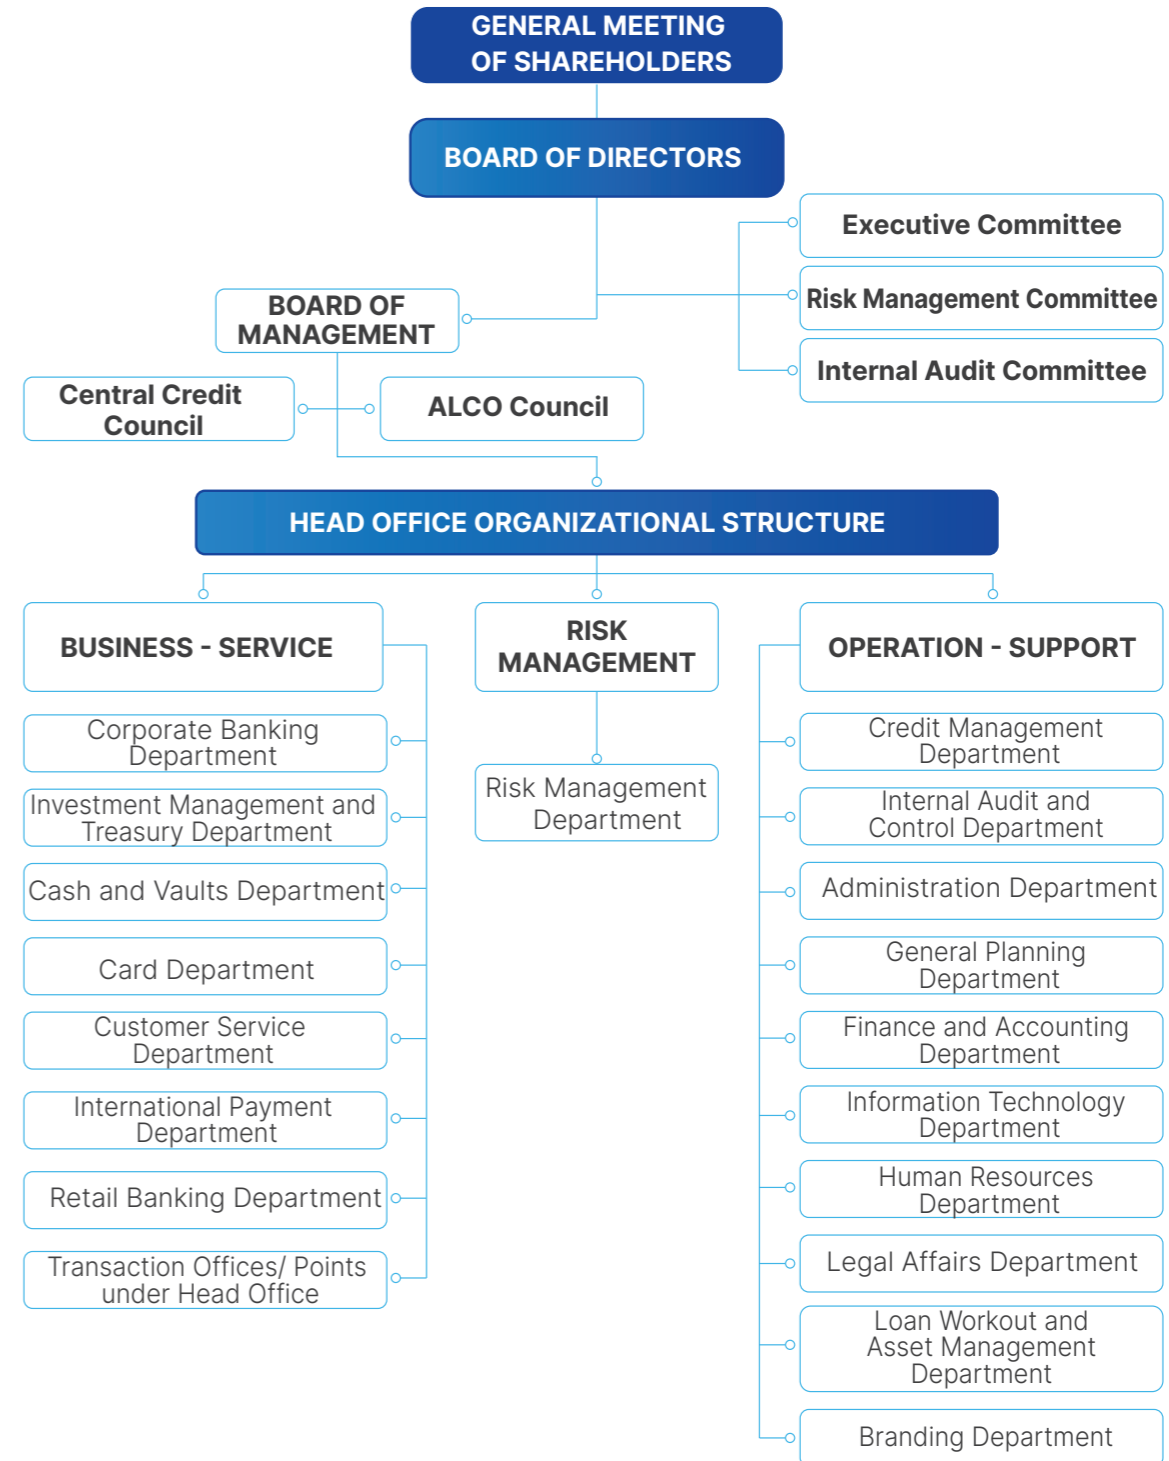 GENERAL MEETING
OF SHAREHOLDERS
BOARD OF DIRECTORS
Executive Committee
Risk Management Committee
Internal Audit Committee
BOARD OF
MANAGEMENT
Central Credit
Council
ALCO Council
HEAD OFFICE ORGANIZATIONAL STRUCTURE
BUSINESS - SERVICE
Corporate Banking
Department
Investment Management and
Treasury Department
Cash and Vaults Department
Card Department
Customer Service
Department
International Payment
Department
Retail Banking Department
Transaction Offices/ Points
under Head Office
RISK
MANAGEMENT
Risk Management
Department
OPERATION - SUPPORT
Credit Management
Department
Internal Audit and
Control Department
Administration Department
General Planning
Department
Finance and Accounting
Department
Information Technology
Department
Human Resources
Department
Legal Affairs Department
Loan Workout and
Asset Management
Department
Branding Department